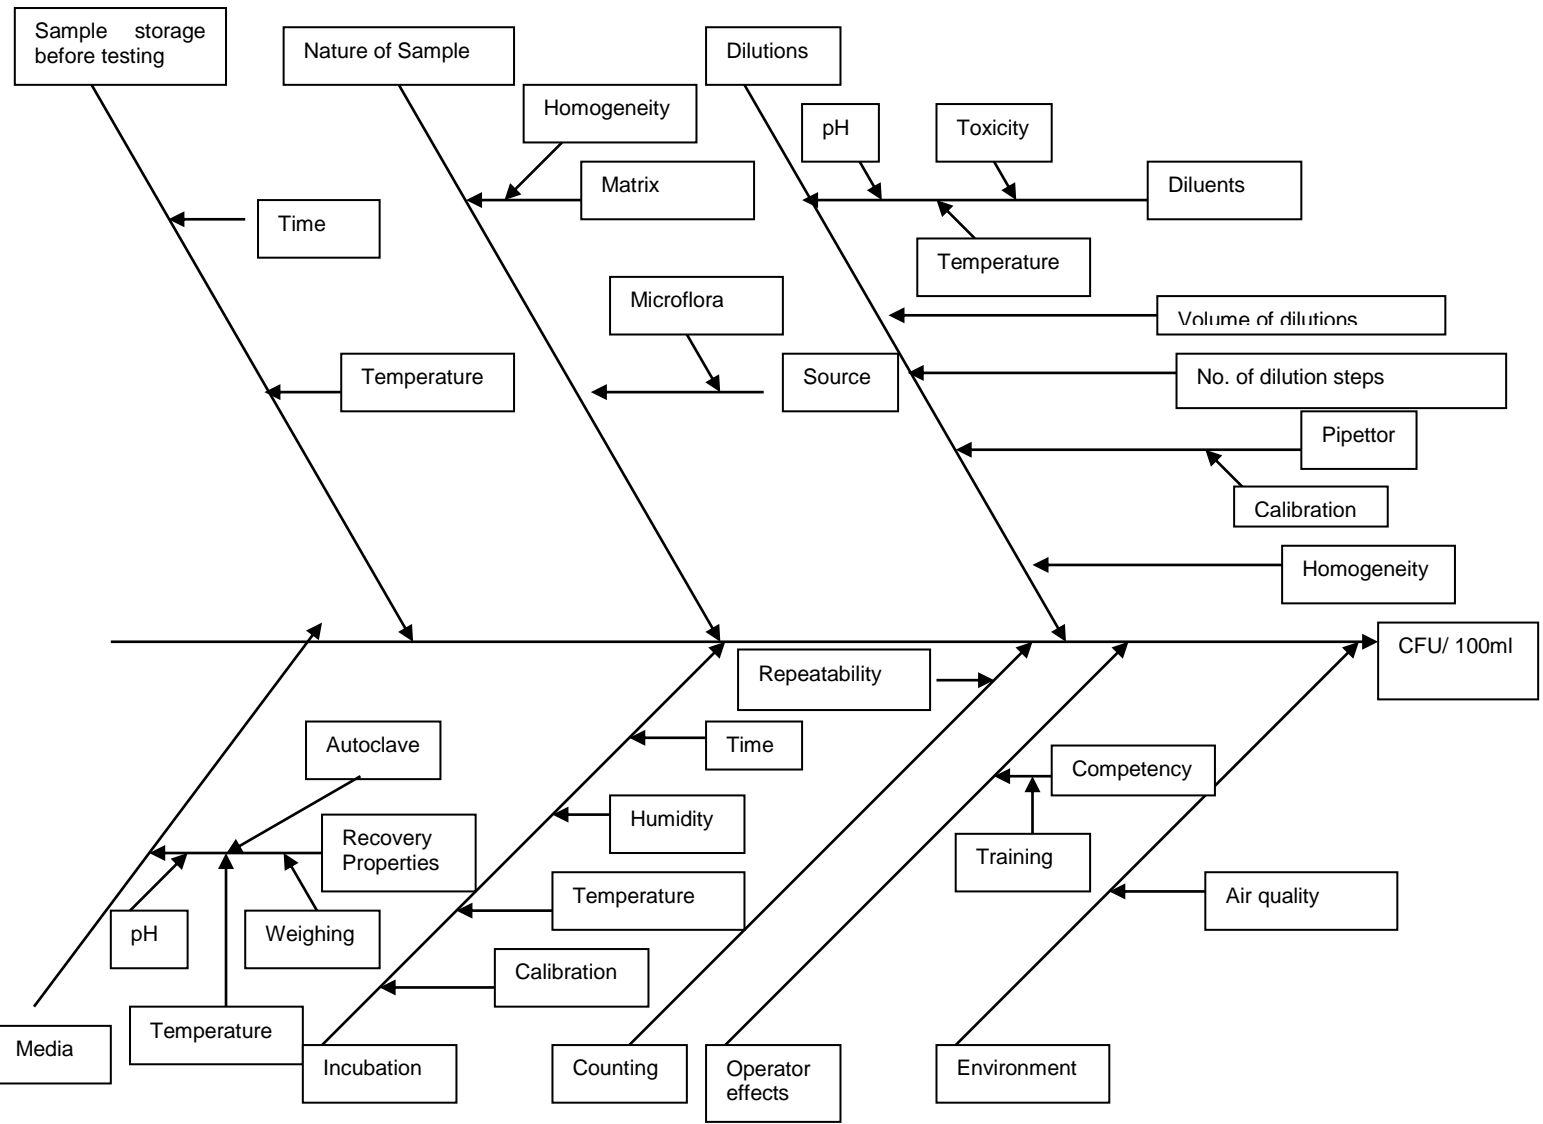 Sample storage
before testing
Nature of Sample
Dilutions
Homogeneity
pH
Toxicity
Matrix
Diluents
Time
Temperature
Microflora
Volume of dilutions
Temperature
Source
No. of dilution steps
Pipettor
Calibration
Homogeneity
CFU/ 100ml
Repeatability
Autoclave
Time
Competency
Humidity
Recovery
Properties
Training
Temperature
Air quality
pH
Weighing
Calibration
Temperature
Media
Incubation
Counting
Operator
effects
Environment